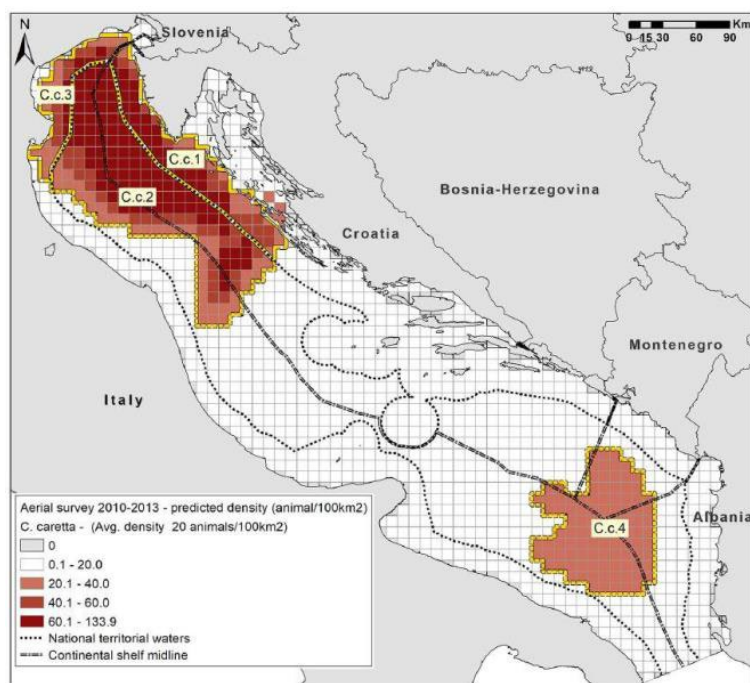 N
Slovenia
Km
0 15 30 60 90
C.c.3
C.c.1
C.c.2
Bosnia-Herzegovina
Croatia
Montenegro
Italy
Albania
C.c.4
Aerial survey 2010-2013 - predicted density (animal/100km2)
C. caretta - (Avg. density 20 animals/100km2)
0
0.1 - 20.0
20.1 - 40.0
40.1 - 60.0
60.1 - 133.9
National territorial waters
Continental shelf midline